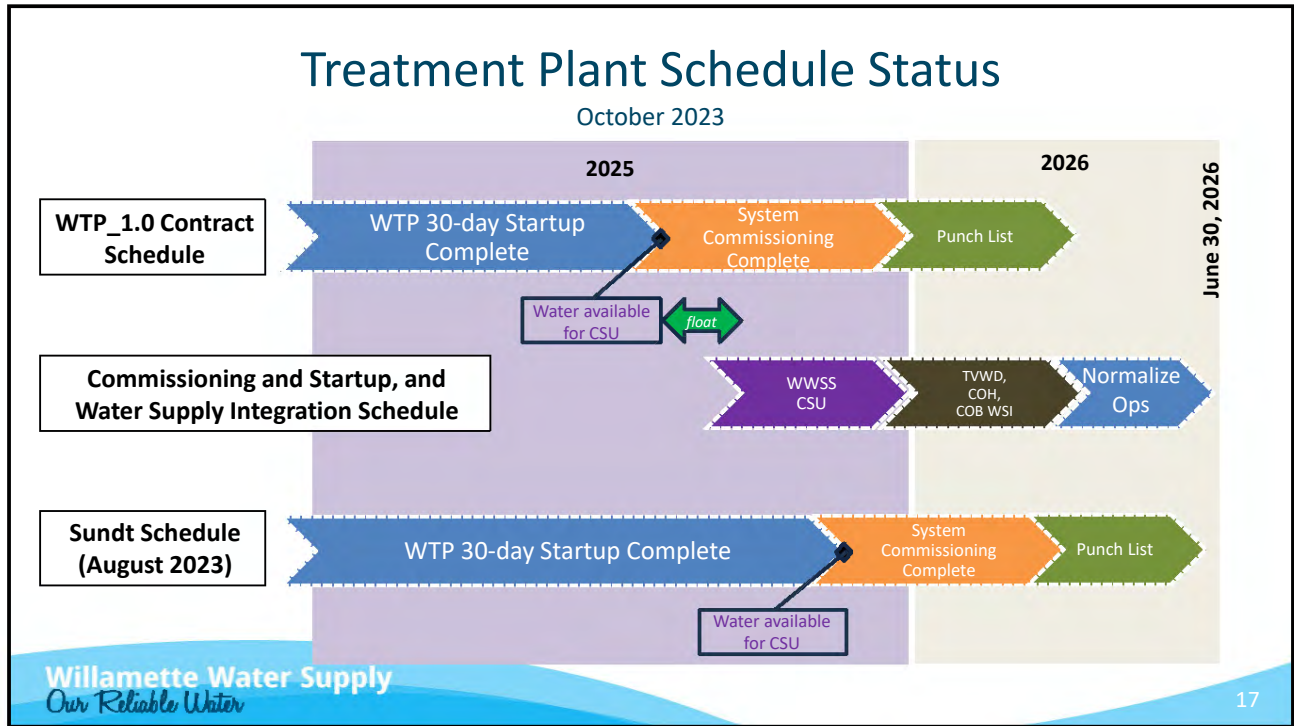 Treatment Plant Schedule Status
October 2023
2025
2026
June 30, 2026
WTP_1.0 Contract
Schedule
WTP 30-day Startup
Complete
System
Commissioning
Complete
Punch List
Water available
for CSU
float
Commissioning and Startup, and
Water Supply Integration Schedule
WWSS
CSU
TVWD,
COH,
COB WSI
Normalize
Ops
Sundt Schedule
(August 2023)
WTP 30-day Startup Complete
System
Commissioning
Complete
Punch List
Water available
for CSU
Willamette Water Supply
Our Reliable Water
17